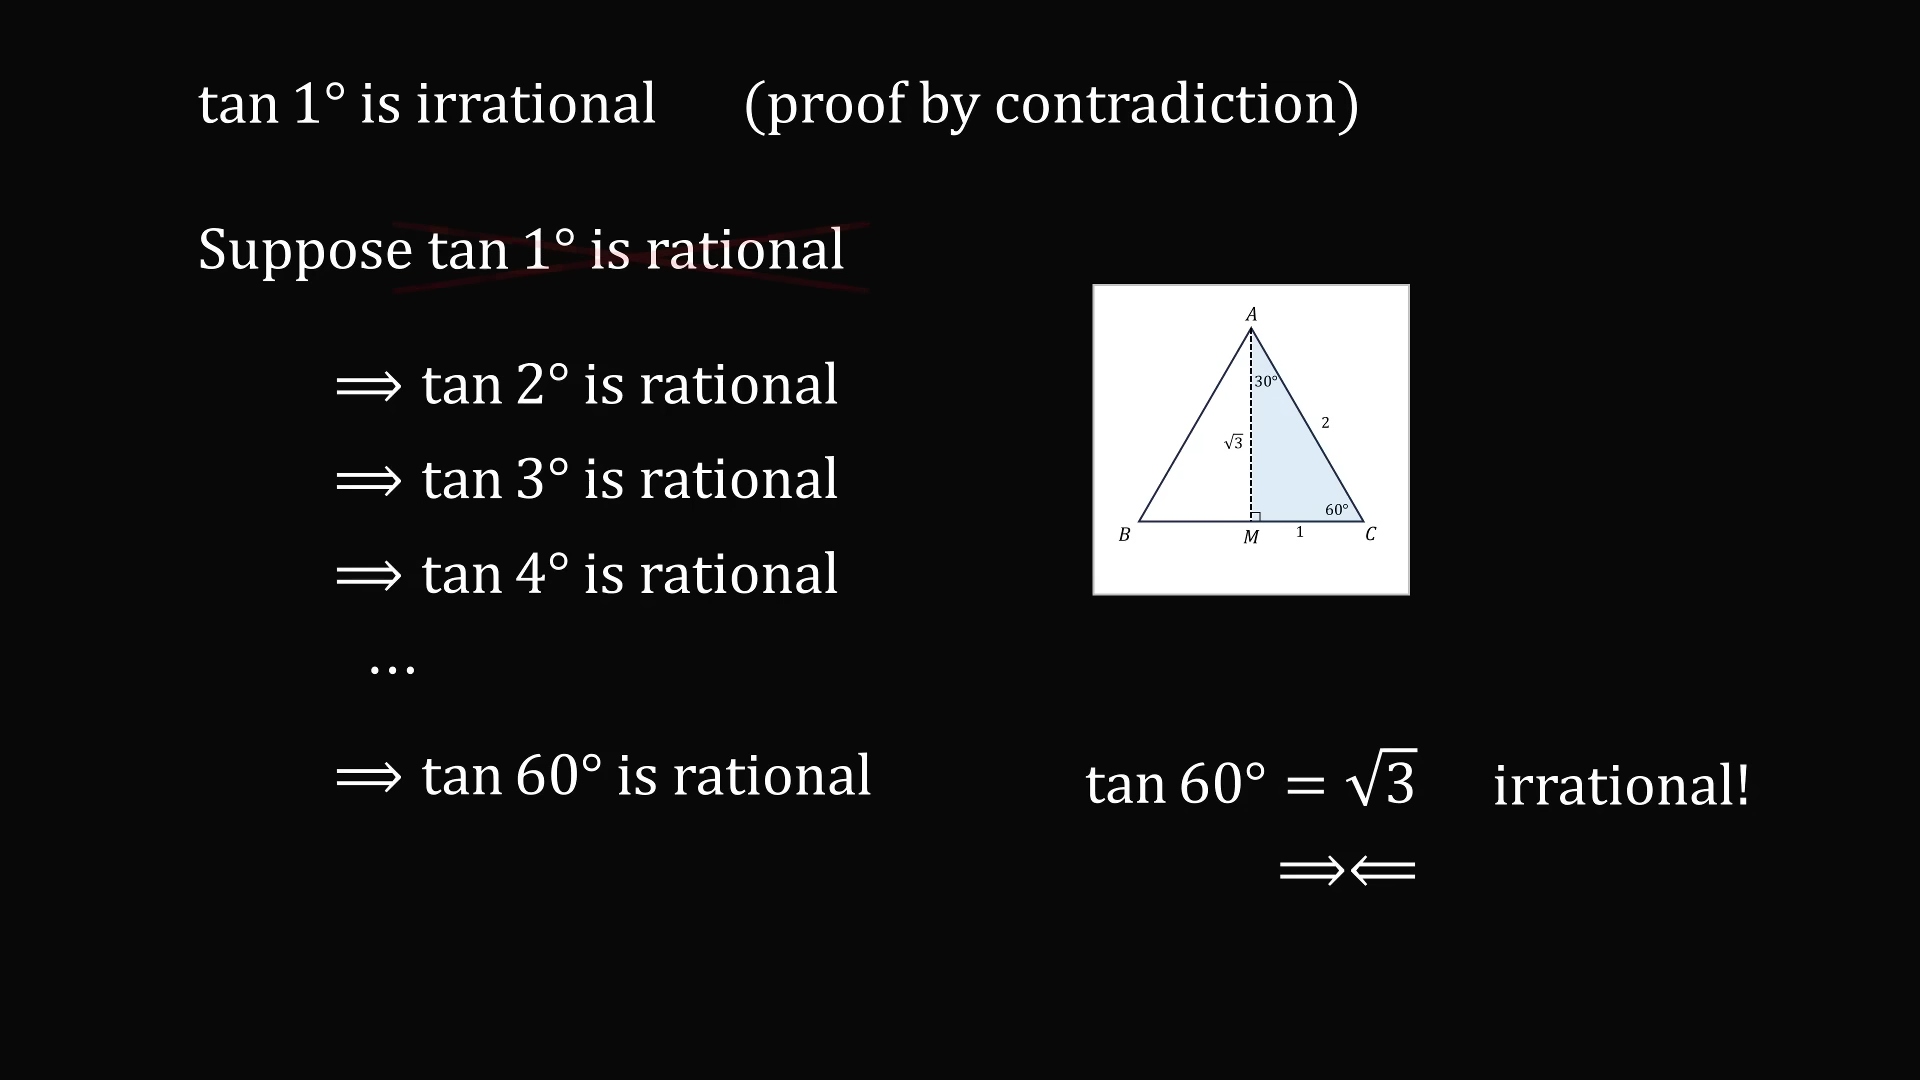 tan 1° is irrational (proof by contradiction)
Suppose tan 1° is rational
⟹ tan 2° is rational
⟹ tan 3° is rational
⟹ tan 4° is rational
…
⟹ tan 60° is rational
A
30°
2
√3
60°
B
M
1
C
tan 60° = √3 irrational!
⟹⟸